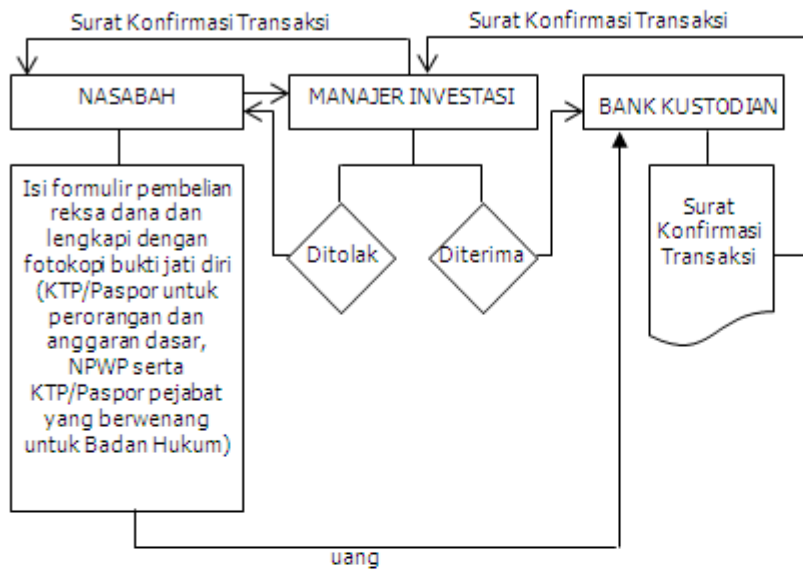 Surat Konfirmasi Transaksi
Surat Konfirmasi Transaksi
NASABAH
MANAJER INVESTASI
BANK KUSTODIAN
Isi formulir pembelian
reksa dana dan
lengkapi dengan
fotokopi bukti jati diri
(KTP/Paspor untuk
perorangan dan
anggaran dasar,
NPWP serta
KTP/Paspor pejabat
yang berwenang
untuk Badan Hukum)
Ditolak
Diterima
Surat
Konfirmasi
Transaksi
uang